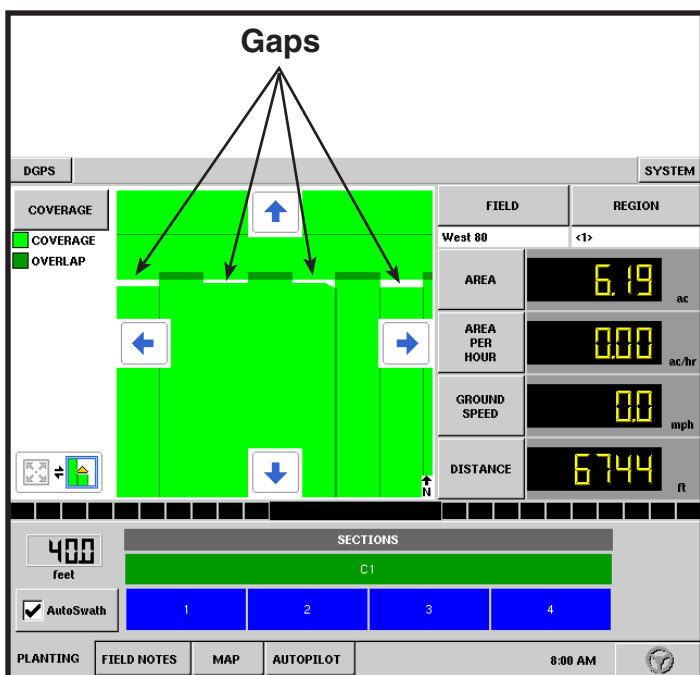 Gaps
DGPS
SYSTEM
COVERAGE
COVERAGE
OVERLAP
N
FIELD
REGION
West 80
<1>
AREA
6.19
ac
AREA
PER
HOUR
0.00
ac/hr
GROUND
SPEED
0.0
mph
DISTANCE
6744
ft
400
feet
AutoSwath
SECTIONS
C1
1
2
3
4
PLANTING
FIELD NOTES
MAP
AUTOPILOT
8:00 AM